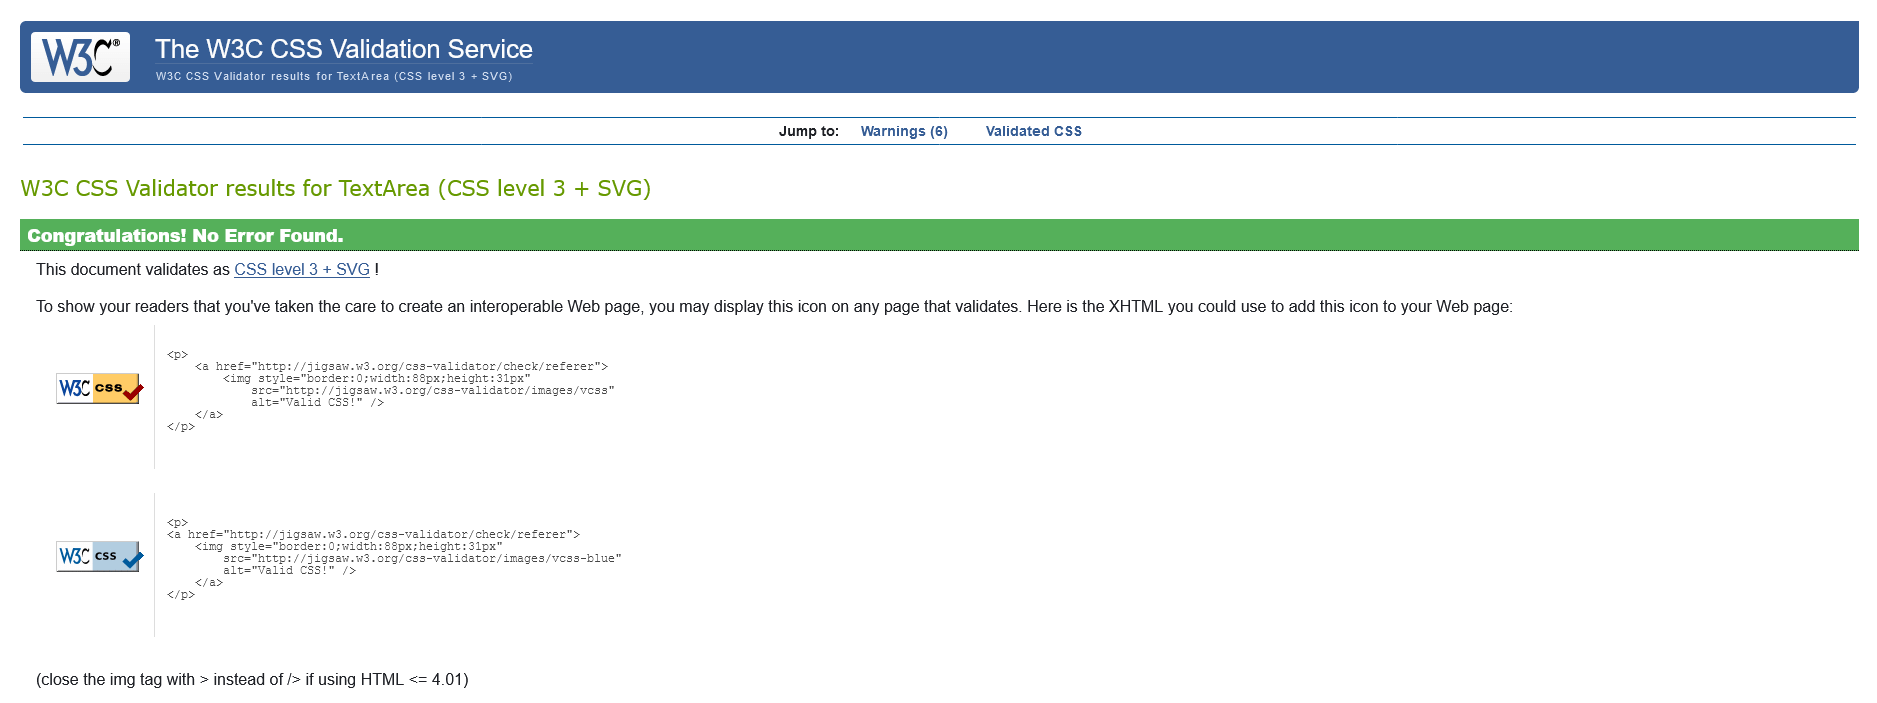 W3C®
The W3C CSS Validation Service
W3C CSS Validator results for TextArea (CSS level 3 + SVG)
Jump to: Warnings (6) Validated CSS
W3C CSS Validator results for TextArea (CSS level 3 + SVG)
Congratulations! No Error Found.
This document validates as CSS level 3 + SVG !
To show your readers that you've taken the care to create an interoperable Web page, you may display this icon on any page that validates. Here is the XHTML you could use to add this icon to your Web page:
W3C CSS
<p>
<a href="http://jigsaw.w3.org/css-validator/check/referer">
<img style="border:0;width:88px;height:31px"
src="http://jigsaw.w3.org/css-validator/images/vcss"
alt="Valid CSS!" />
</a>
</p>
W3C CSS
<p>
<a href="http://jigsaw.w3.org/css-validator/check/referer">
<img style="border:0;width:88px;height:31px"
src="http://jigsaw.w3.org/css-validator/images/vcss-blue"
alt="Valid CSS!" />
</a>
</p>
(close the img tag with > instead of /> if using HTML <= 4.01)